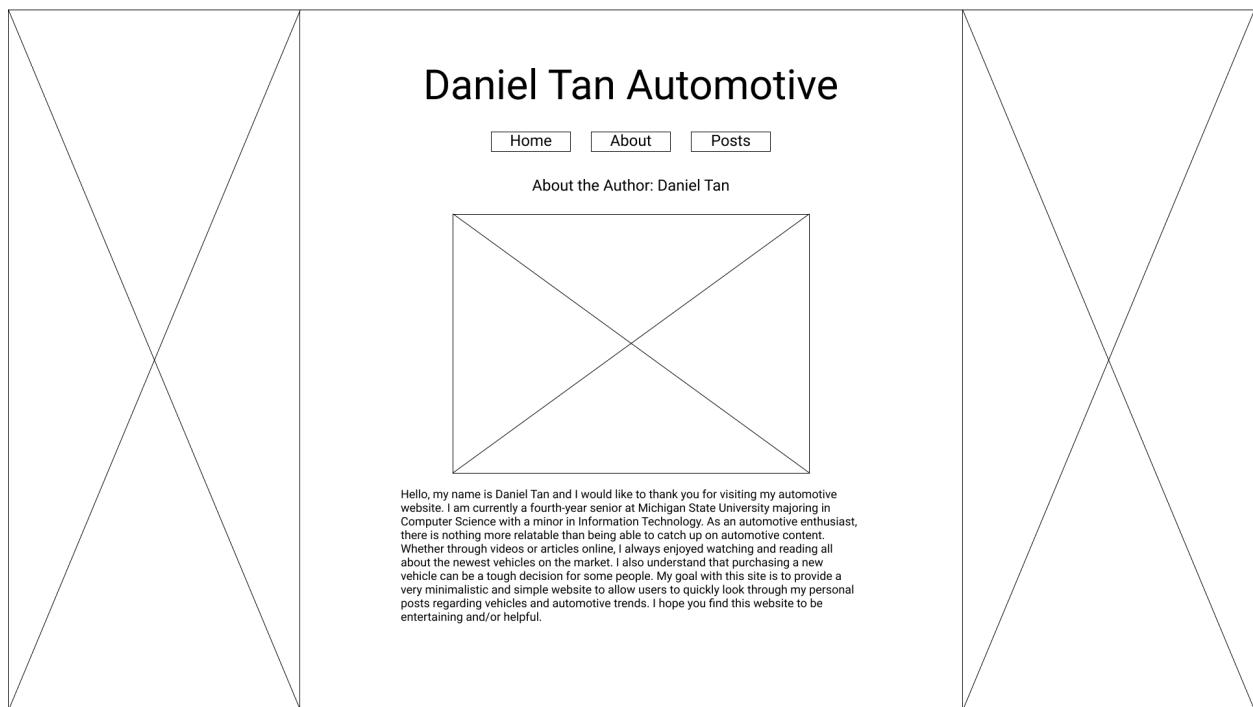 Daniel Tan Automotive
Home About Posts
About the Author: Daniel Tan
Hello, my name is Daniel Tan and I would like to thank you for visiting my automotive
website. I am currently a fourth-year senior at Michigan State University majoring in
Computer Science with a minor in Information Technology. As an automotive enthusiast,
there is nothing more relatable than being able to catch up on automotive content.
Whether through videos or articles online, I always enjoyed watching and reading all
about the newest vehicles on the market. I also understand that purchasing a new
vehicle can be a tough decision for some people. My goal with this site is to provide a
very minimalistic and simple website to allow users to quickly look through my personal
posts regarding vehicles and automotive trends. I hope you find this website to be
entertaining and/or helpful.